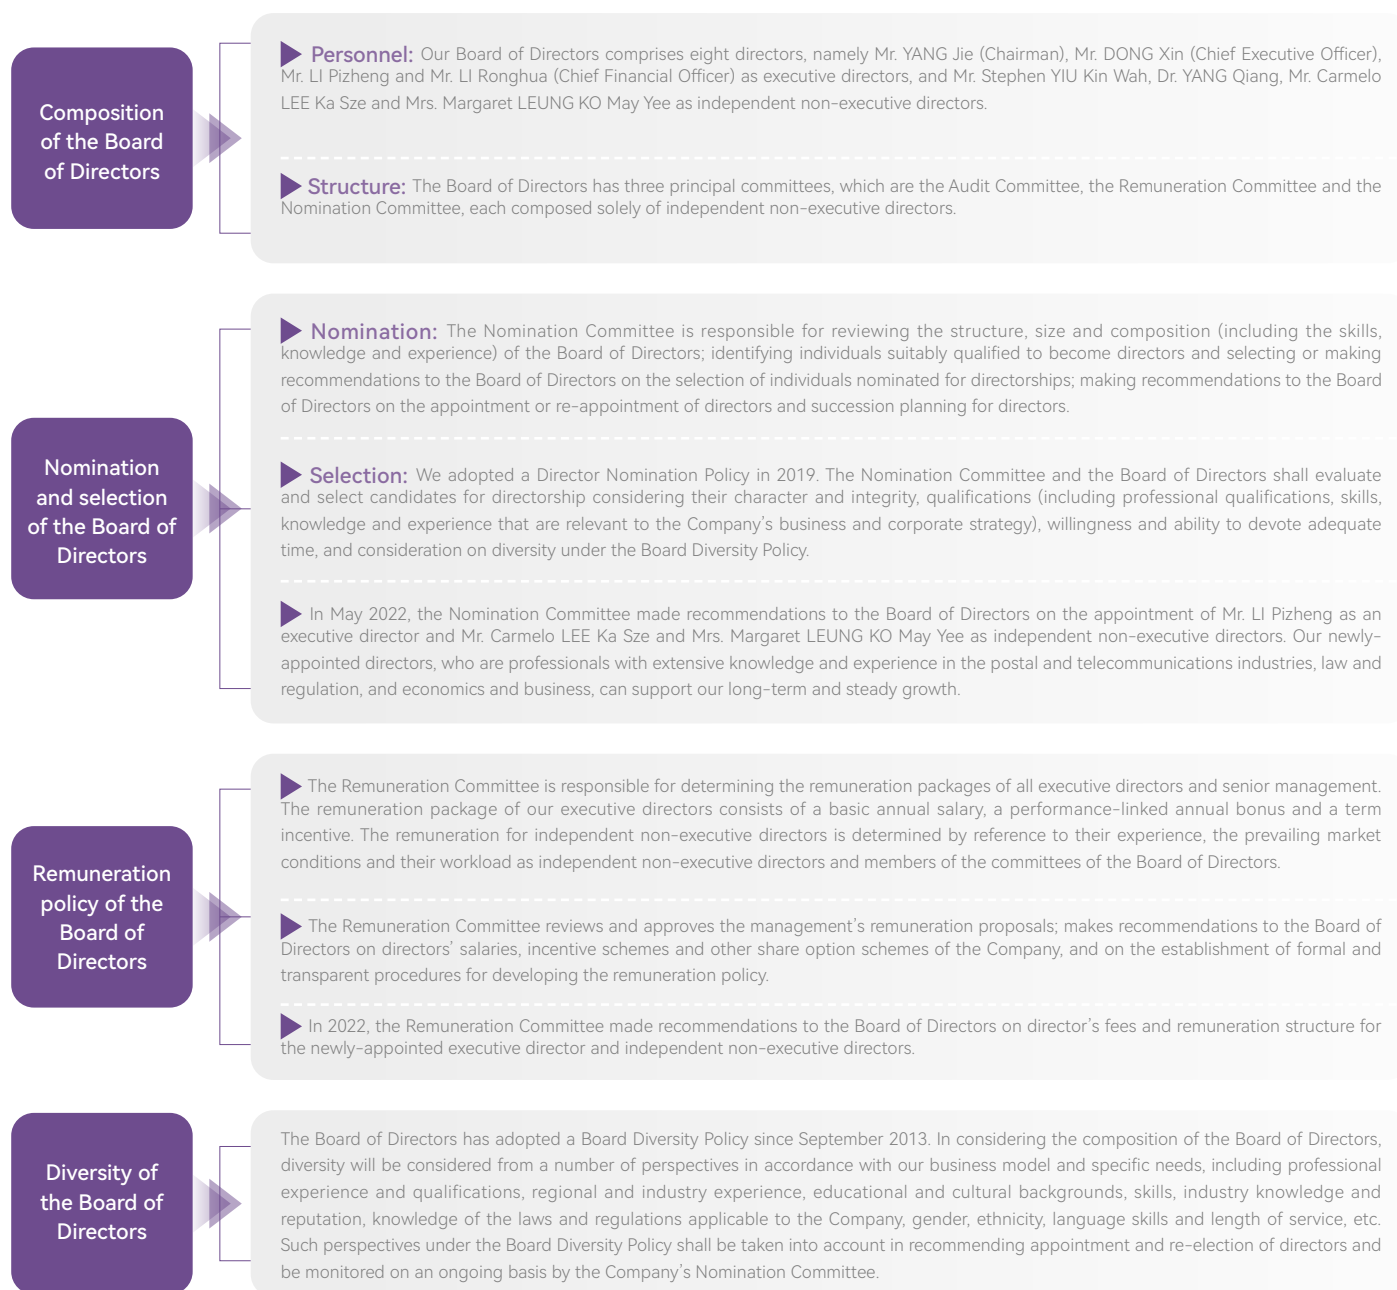 Composition
of the Board
of Directors
Personnel: Our Board of Directors comprises eight directors, namely Mr. YANG Jie (Chairman), Mr. DONG Xin (Chief Executive Officer),
Mr. LI Pizheng and Mr. LI Ronghua (Chief Financial Officer) as executive directors, and Mr. Stephen YIU Kin Wah, Dr. YANG Qiang, Mr. Carmelo
LEE Ka Sze and Mrs. Margaret LEUNG KO May Yee as independent non-executive directors.
Structure: The Board of Directors has three principal committees, which are the Audit Committee, the Remuneration Committee and the
Nomination Committee, each composed solely of independent non-executive directors.
Nomination
and selection
of the Board of
Directors
Nomination: The Nomination Committee is responsible for reviewing the structure, size and composition (including the skills,
knowledge and experience) of the Board of Directors; identifying individuals suitably qualified to become directors and selecting or making
recommendations to the Board of Directors on the selection of individuals nominated for directorships; making recommendations to the Board
of Directors on the appointment or re-appointment of directors and succession planning for directors.
Selection: We adopted a Director Nomination Policy in 2019. The Nomination Committee and the Board of Directors shall evaluate
and select candidates for directorship considering their character and integrity, qualifications (including professional qualifications, skills,
knowledge and experience that are relevant to the Company's business and corporate strategy), willingness and ability to devote adequate
time, and consideration on diversity under the Board Diversity Policy.
In May 2022, the Nomination Committee made recommendations to the Board of Directors on the appointment of Mr. LI Pizheng as an
executive director and Mr. Carmelo LEE Ka Sze and Mrs. Margaret LEUNG KO May Yee as independent non-executive directors. Our newly-
appointed directors, who are professionals with extensive knowledge and experience in the postal and telecommunications industries, law and
regulation, and economics and business, can support our long-term and steady growth.
Remuneration
policy of the
Board of
Directors
The Remuneration Committee is responsible for determining the remuneration packages of all executive directors and senior management.
The remuneration package of our executive directors consists of a basic annual salary, a performance-linked annual bonus and a term
incentive. The remuneration for independent non-executive directors is determined by reference to their experience, the prevailing market
conditions and their workload as independent non-executive directors and members of the committees of the Board of Directors.
The Remuneration Committee reviews and approves the management's remuneration proposals; makes recommendations to the Board of
Directors on directors' salaries, incentive schemes and other share option schemes of the Company, and on the establishment of formal and
transparent procedures for developing the remuneration policy.
In 2022, the Remuneration Committee made recommendations to the Board of Directors on director's fees and remuneration structure for
the newly-appointed executive director and independent non-executive directors.
Diversity of
the Board of
Directors
The Board of Directors has adopted a Board Diversity Policy since September 2013. In considering the composition of the Board of Directors,
diversity will be considered from a number of perspectives in accordance with our business model and specific needs, including professional
experience and qualifications, regional and industry experience, educational and cultural backgrounds, skills, industry knowledge and
reputation, knowledge of the laws and regulations applicable to the Company, gender, ethnicity, language skills and length of service, etc.
Such perspectives under the Board Diversity Policy shall be taken into account in recommending appointment and re-election of directors and
be monitored on an ongoing basis by the Company's Nomination Committee.